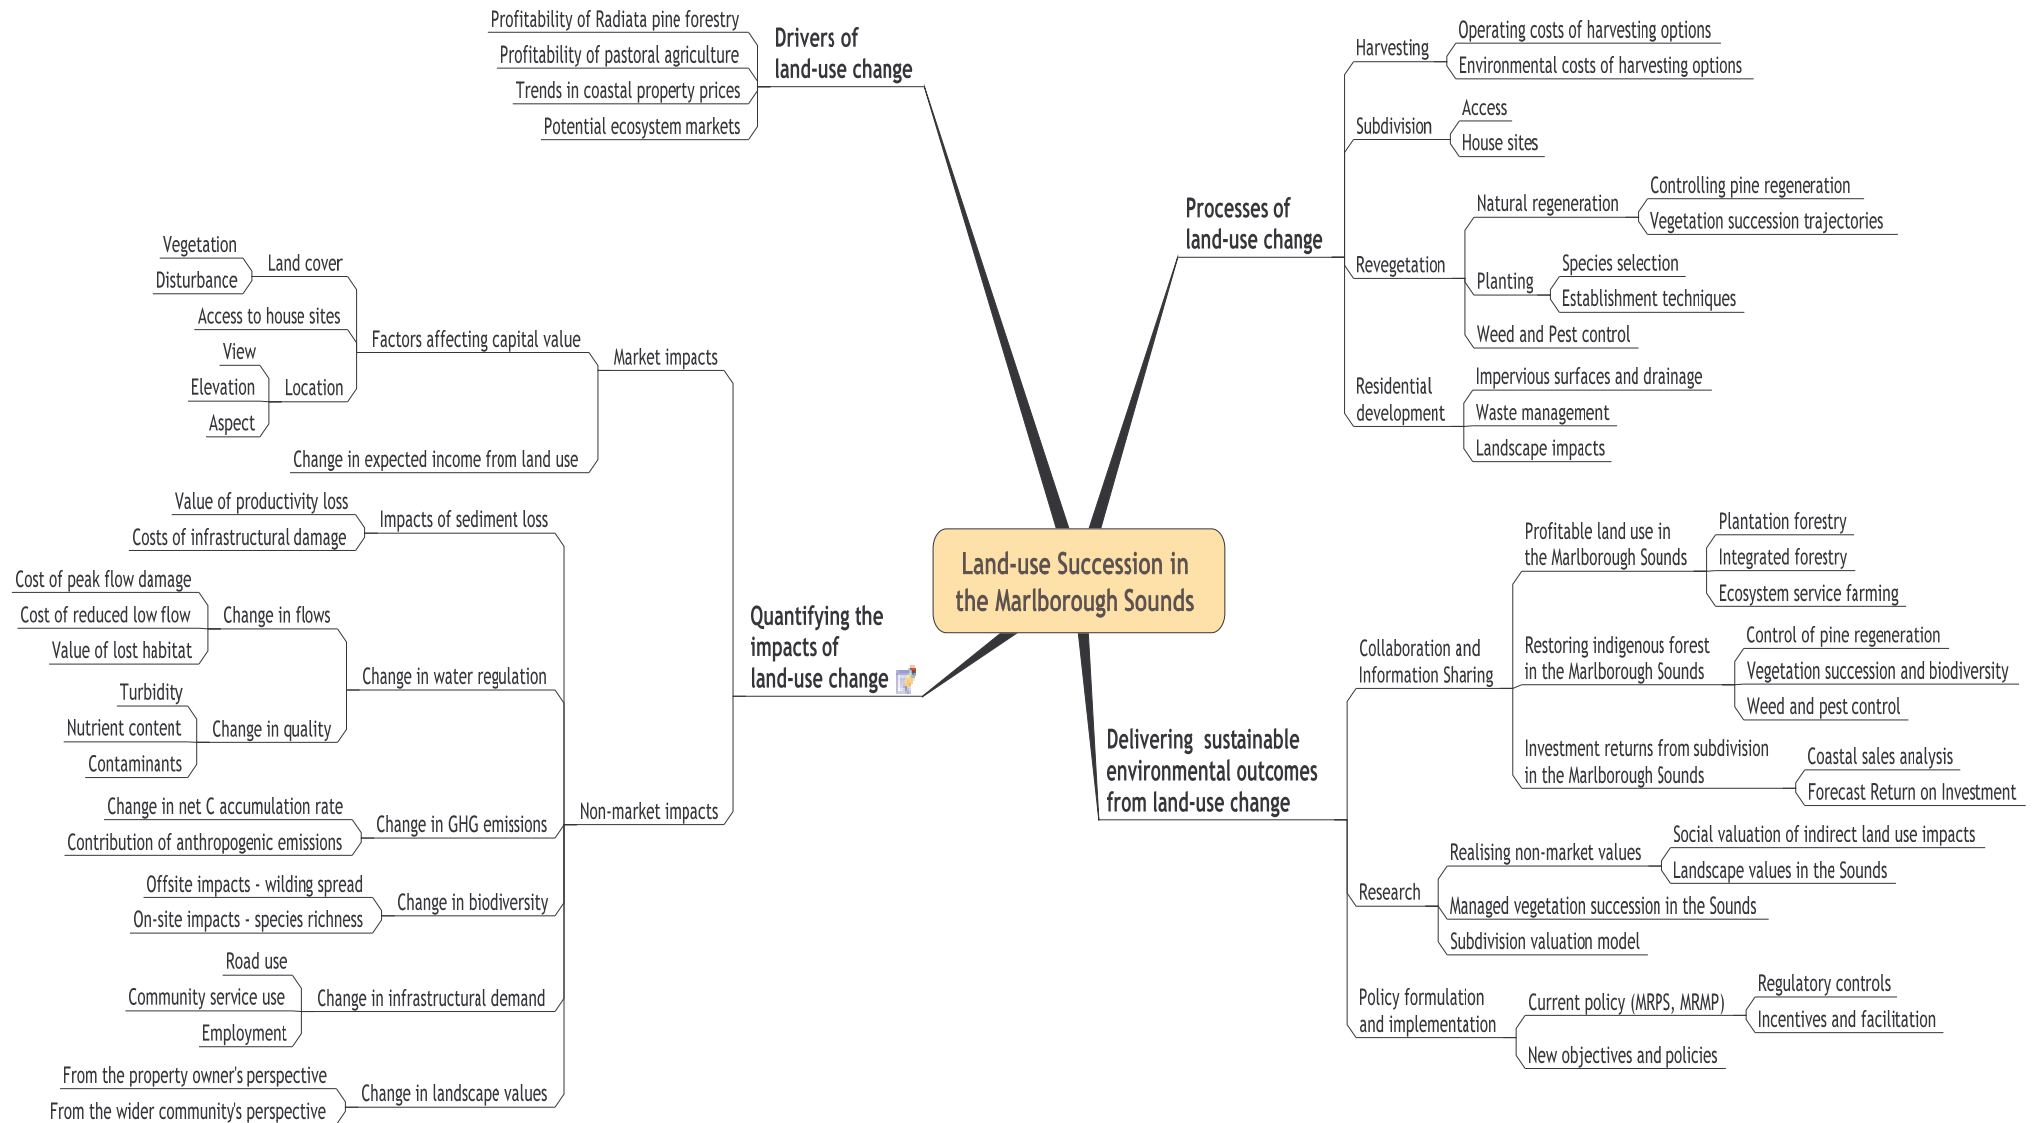 Land-use Succession in
the Marlborough Sounds
Drivers of
land-use change
Profitability of Radiata pine forestry
Profitability of pastoral agriculture
Trends in coastal property prices
Potential ecosystem markets
Processes of
land-use change
Harvesting
Operating costs of harvesting options
Environmental costs of harvesting options
Subdivision
Access
House sites
Revegetation
Natural regeneration
Controlling pine regeneration
Vegetation succession trajectories
Planting
Species selection
Establishment techniques
Weed and Pest control
Residential
development
Impervious surfaces and drainage
Waste management
Landscape impacts
Quantifying the
impacts of
land-use change
Market impacts
Factors affecting capital value
Land cover
Vegetation
Disturbance
Access to house sites
Location
View
Elevation
Aspect
Change in expected income from land use
Non-market impacts
Impacts of sediment loss
Value of productivity loss
Costs of infrastructural damage
Change in water regulation
Change in flows
Cost of peak flow damage
Cost of reduced low flow
Value of lost habitat
Change in quality
Turbidity
Nutrient content
Contaminants
Change in GHG emissions
Change in net C accumulation rate
Contribution of anthropogenic emissions
Change in biodiversity
Offsite impacts - wilding spread
On-site impacts - species richness
Change in infrastructural demand
Road use
Community service use
Employment
Change in landscape values
From the property owner's perspective
From the wider community's perspective
Delivering  sustainable
environmental outcomes
from land-use change
Collaboration and
Information Sharing
Profitable land use in
the Marlborough Sounds
Plantation forestry
Integrated forestry
Ecosystem service farming
Restoring indigenous forest
in the Marlborough Sounds
Control of pine regeneration
Vegetation succession and biodiversity
Weed and pest control
Investment returns from subdivision
in the Marlborough Sounds
Coastal sales analysis
Forecast Return on Investment
Research
Realising non-market values
Social valuation of indirect land use impacts
Landscape values in the Sounds
Managed vegetation succession in the Sounds
Subdivision valuation model
Policy formulation
and implementation
Current policy (MRPS, MRMP)
Regulatory controls
Incentives and facilitation
New objectives and policies